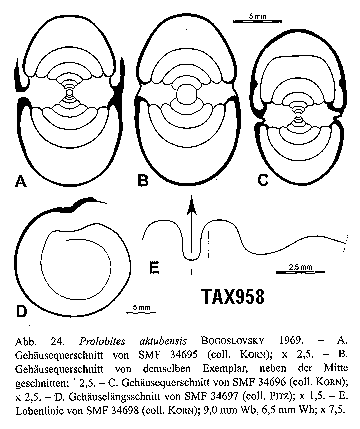 5 mm
A
B
C
D
5 mm
E
2,5 mm
TAX958
Abb. 24. Prolobites aktubensis BOGOSLOVSKY 1969. – A.
Gehäusequerschnitt von SMF 34695 (coll. KORN); x 2,5. – B.
Gehäusequerschnitt von demselben Exemplar, neben der Mitte
geschnitten; ' 2,5. – C. Gehäusequerschnitt von SMF 34696 (coll. KORN);
x 2,5. – D. Gehäuselängsschnitt von SMF 34697 (coll. PITZ); x 1,5. – E.
Lobenlinie von SMF 34698 (coll. KORN); 9,0 mm Wb, 6,5 mm Wh; x 7,5.